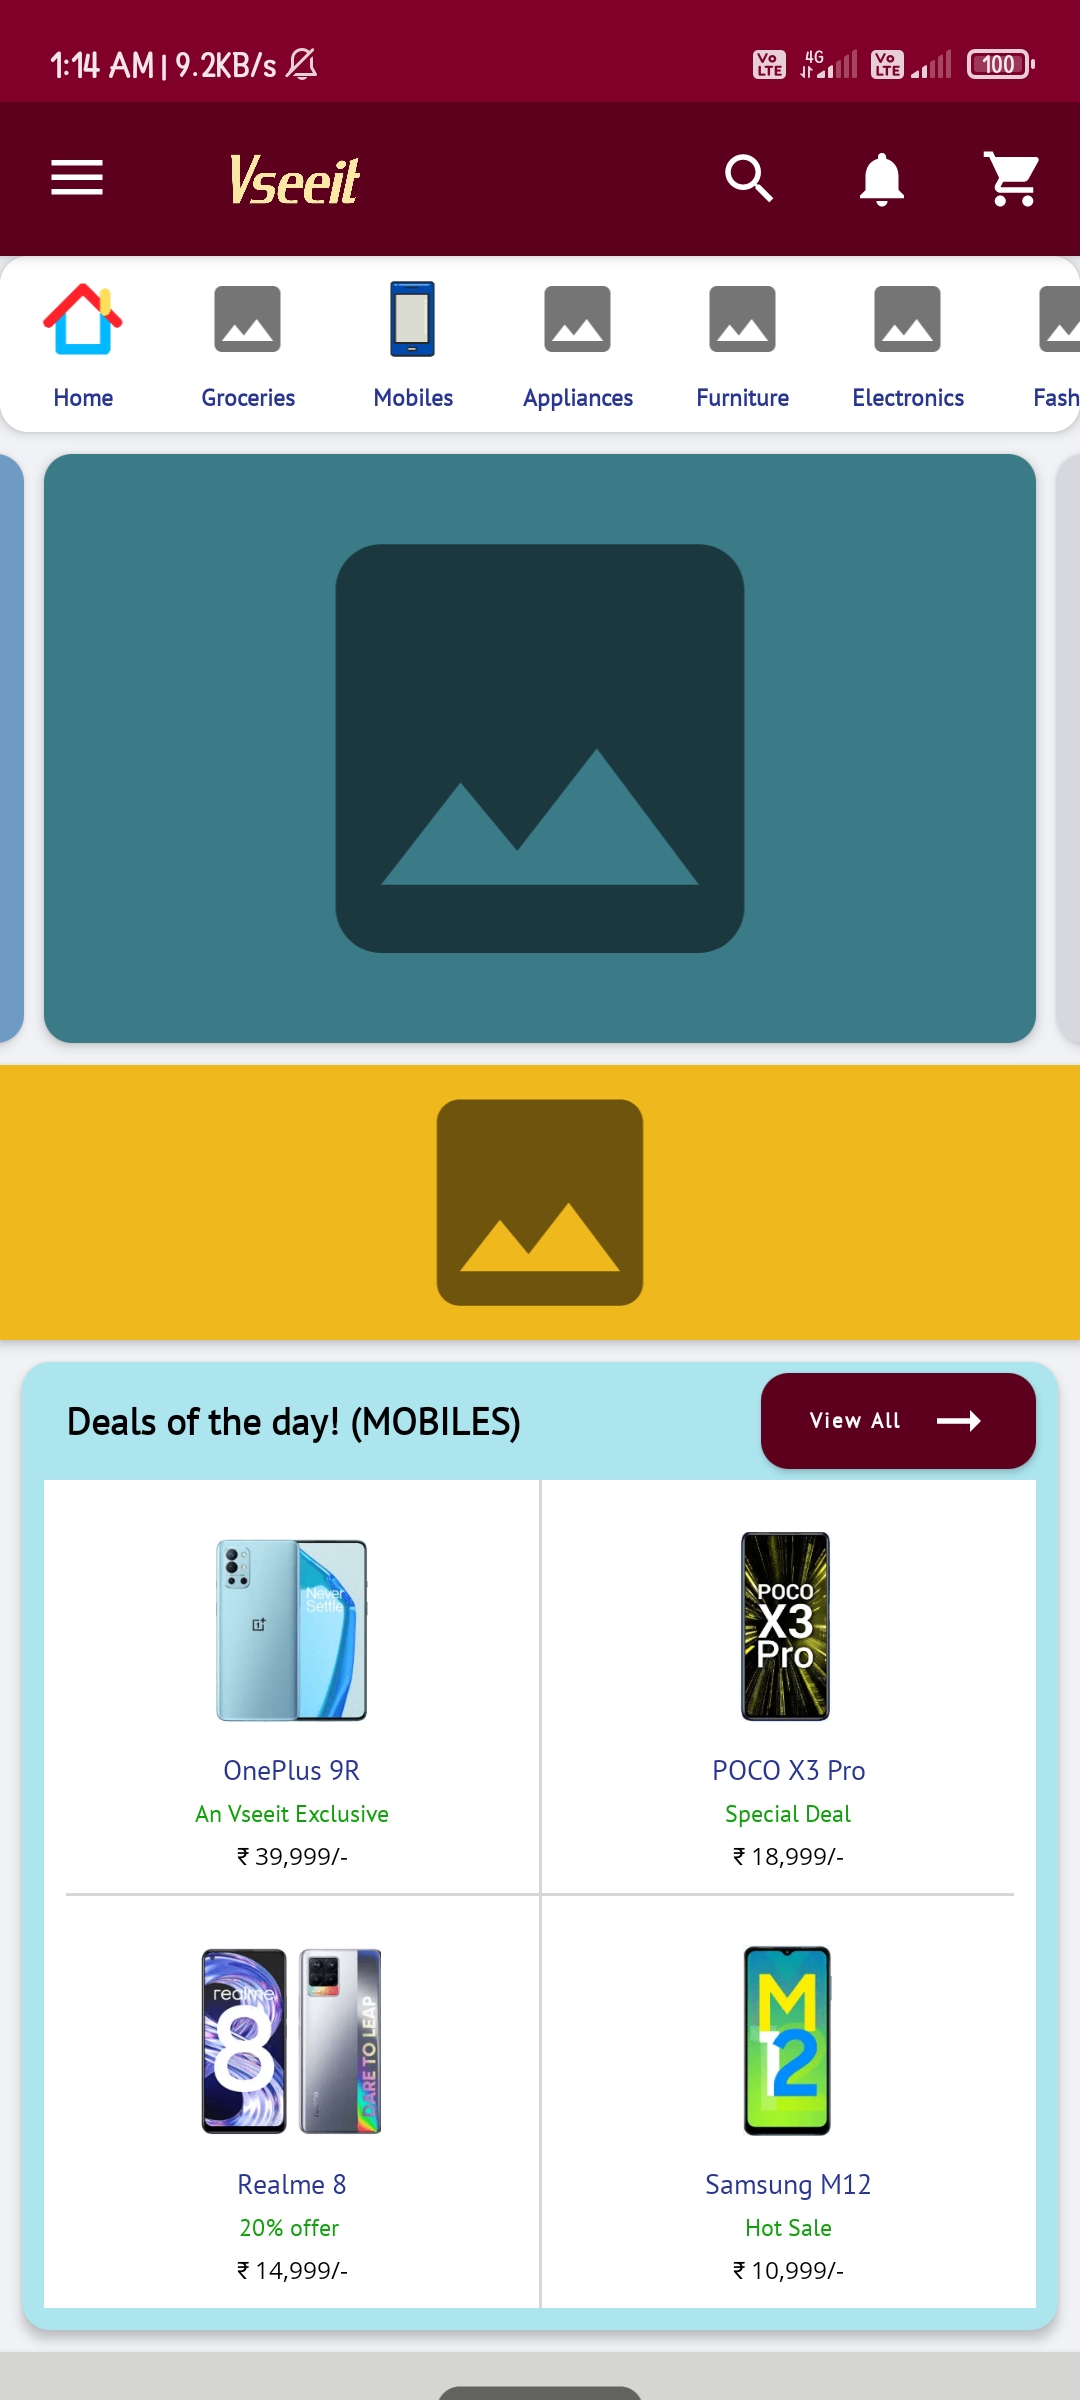 1:14 AM | 9.2KB/s
Vo LTE 4G Vo LTE 100
Vseeit
Home Groceries Mobiles Appliances Furniture Electronics Fash
Deals of the day! (MOBILES) View All
Never Settle
POCO
X3
Pro
OnePlus 9R POCO X3 Pro
An Vseeit Exclusive Special Deal
₹ 39,999/- ₹ 18,999/-
realme
8
DARE TO LEAP
M
12
Realme 8 Samsung M12
20% offer Hot Sale
₹ 14,999/- ₹ 10,999/-